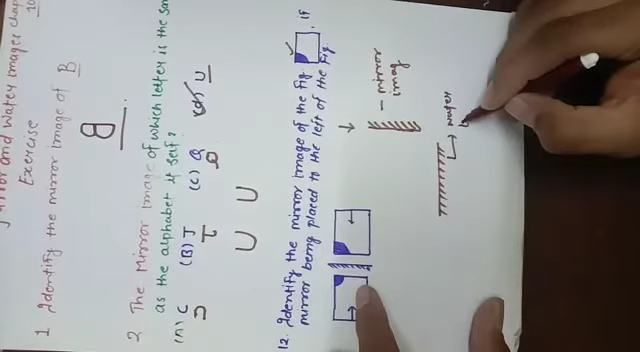 Mirror and Water Images Chap
10
Exercise
1 Identify the mirror image of B
8
2 The mirror image of which letter is the same
as the alphabet it self?
(A) C (B) J (C) Q (D) U
U U
12. Identify the mirror image of the fig. , if
mirror being placed to the left of the fig.
mirror
image